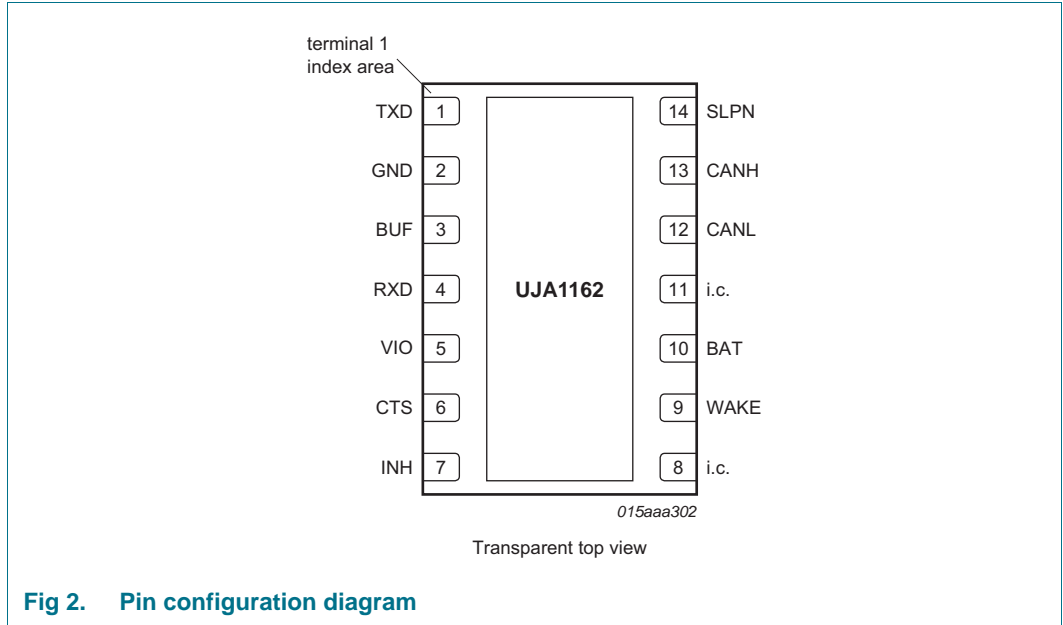 terminal 1
index area
TXD 1 14 SLPN
GND 2 13 CANH
BUF 3 12 CANL
RXD 4 UJA1162 11 i.c.
VIO 5 10 BAT
CTS 6 9 WAKE
INH 7 8 i.c.
015aaa302
Transparent top view
Fig 2. Pin configuration diagram